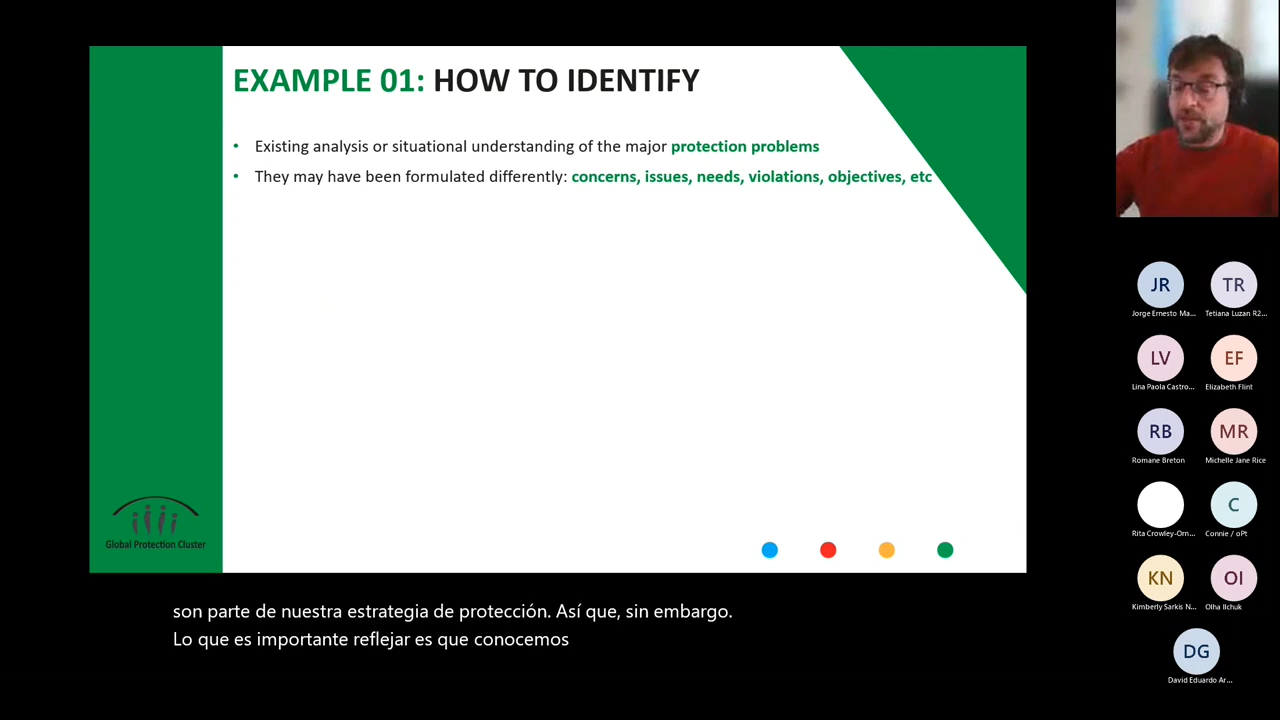 EXAMPLE 01: HOW TO IDENTIFY
• Existing analysis or situational understanding of the major protection problems
• They may have been formulated differently: concerns, issues, needs, violations, objectives, etc
Global Protection Cluster
son parte de nuestra estrategia de protección. Así que, sin embargo.
Lo que es importante reflejar es que conocemos
JR
TR
Jorge Ernesto Ma...
Tetiana Luzan R2...
LV
EF
Lina Paola Castro...
Elizabeth Flint
RB
MR
Romane Breton
Michelle Jane Rice
C
Rita Crowley-Orn...
Connie / oPt
KN
OI
Kimberly Sarkis N...
Olha Ilchuk
DG
David Eduardo Ar...